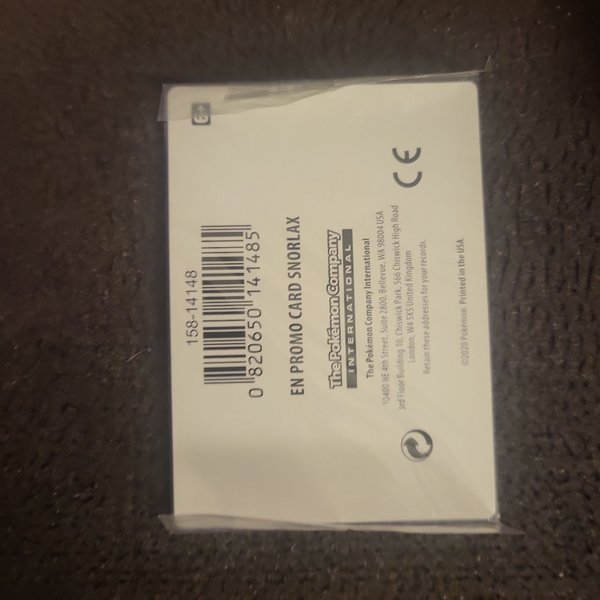 6+
158-14148
0 820650 141485
EN PROMO CARD SNORLAX
The Pokémon Company
INTERNATIONAL
The Pokémon Company International
10400 NE 4th Street, Suite 2800, Bellevue, WA 98004 USA
3rd Floor Building 10, Chiswick Park, 566 Chiswick High Road
London, W4 5XS United Kingdom
Retain these addresses for your records.
CE
©2020 Pokémon. Printed in the USA.